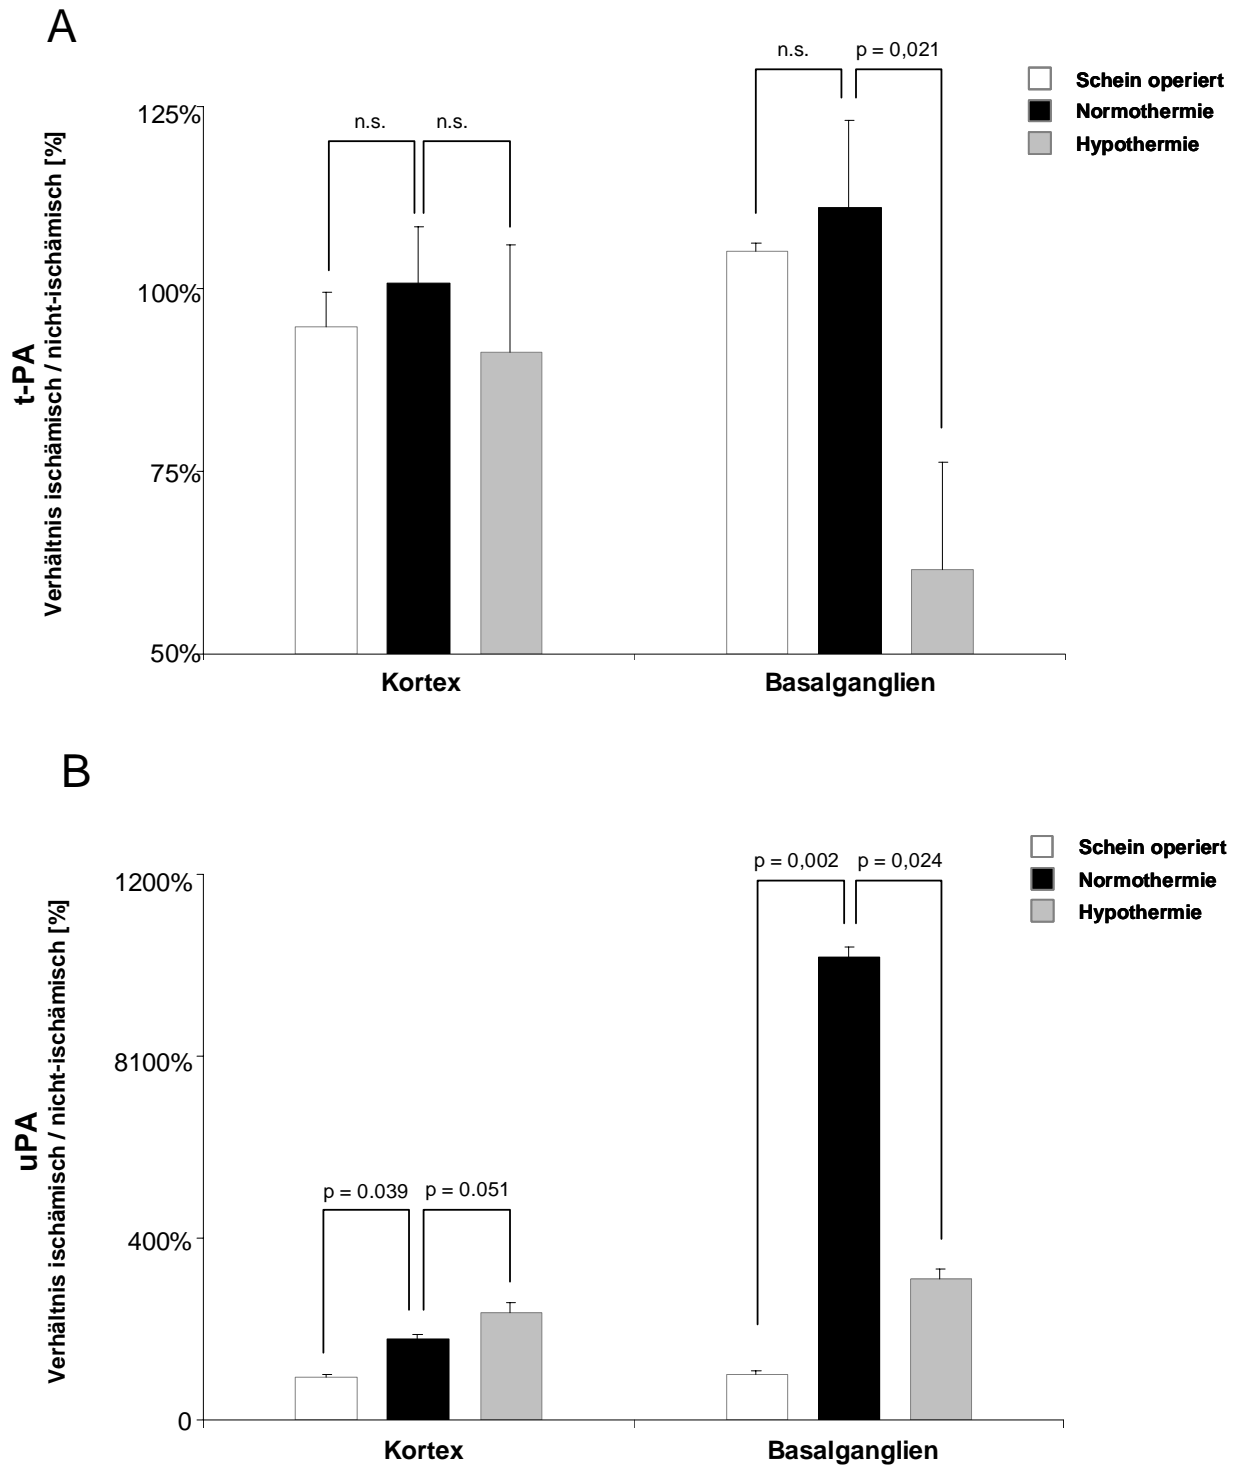 A
n.s.
p = 0,021
Schein operiert
Normothermie
Hypothermie
125%
n.s.
n.s.
100%
75%
50%
t-PA
Verhältnis ischämisch / nicht-ischämisch [%]
Kortex
Basalganglien
B
Schein operiert
Normothermie
Hypothermie
p = 0,002
p = 0,024
1200%
8100%
p = 0.039
p = 0.051
400%
0
uPA
Verhältnis ischämisch / nicht-ischämisch [%]
Kortex
Basalganglien